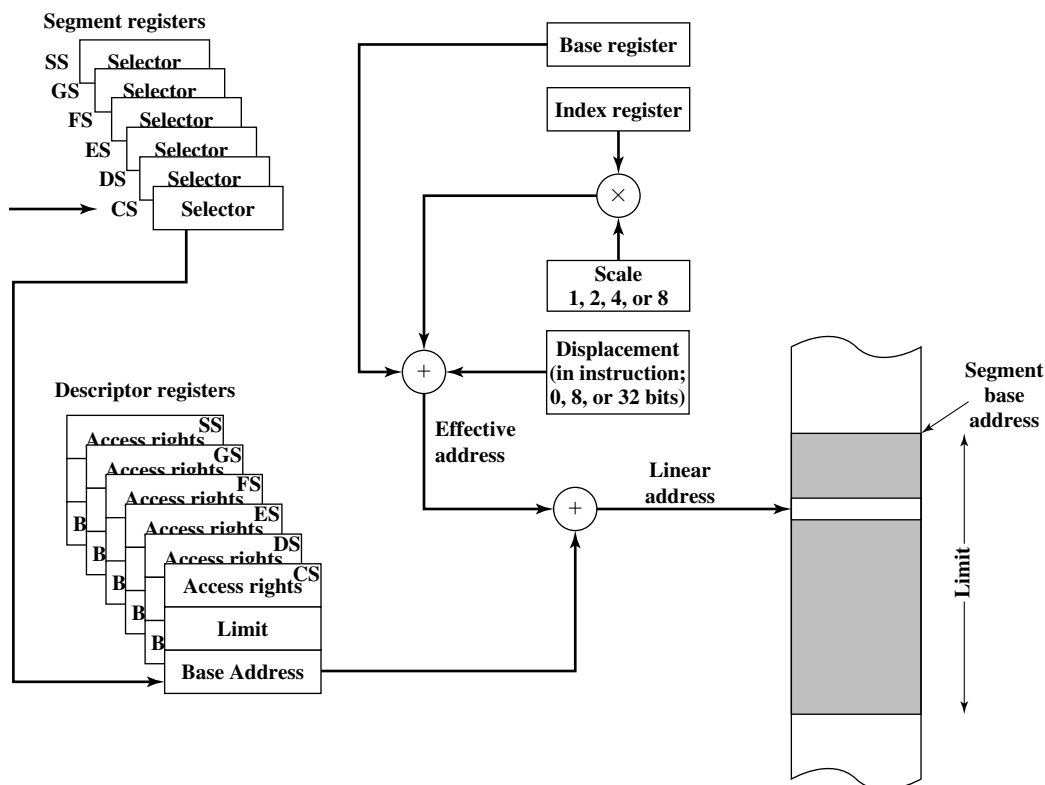 Segment registers
SS
Selector
GS
Selector
FS
Selector
ES
Selector
DS
Selector
CS
Selector
Base register
Index register
×
Scale
1, 2, 4, or 8
Displacement
(in instruction;
0, 8, or 32 bits)
+
Effective
address
Descriptor registers
SS
Access rights
GS
Access rights
FS
Access rights
ES
Access rights
DS
Access rights
CS
Access rights
Limit
Base Address
B
B
B
B
B
+
Linear
address
Segment
base
address
Limit